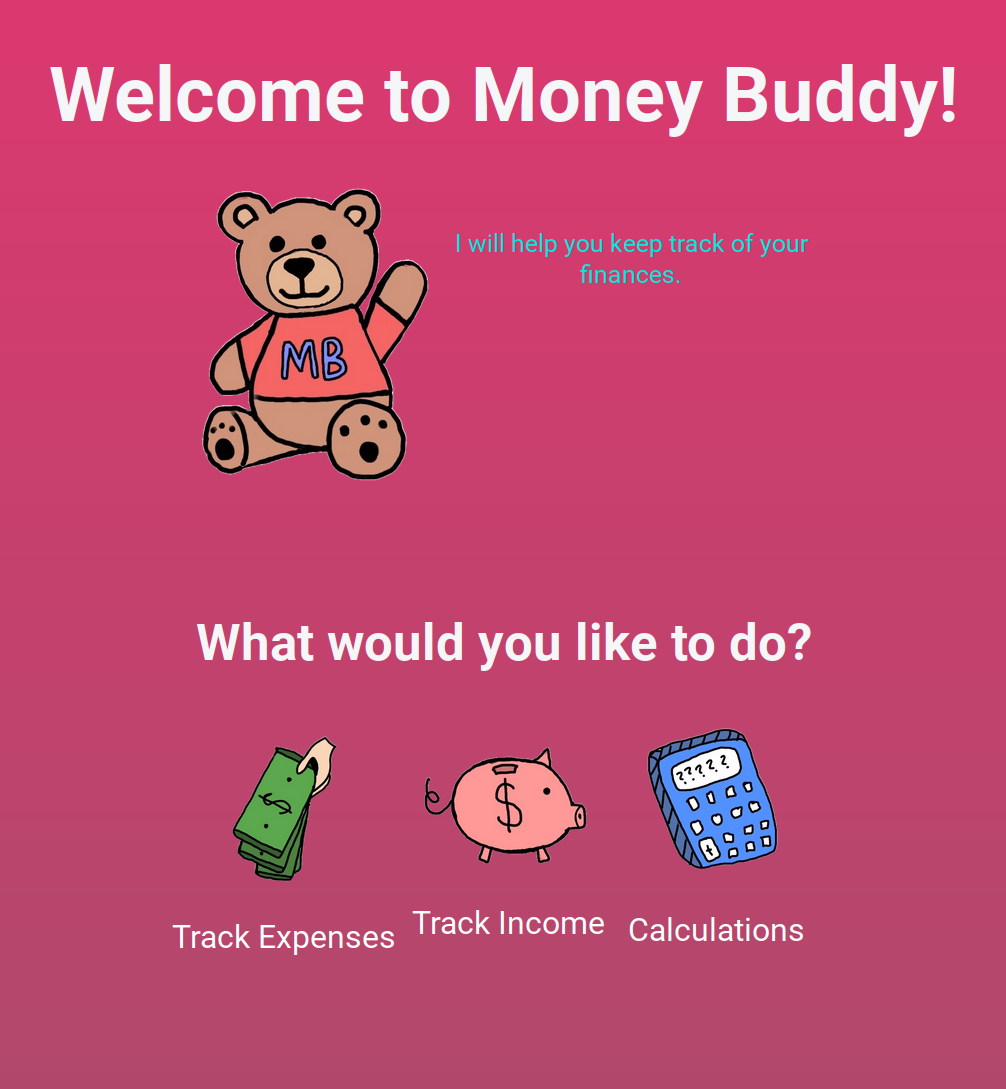 Welcome to Money Buddy!
I will help you keep track of your
finances.
MB
What would you like to do?
$
$
?????
+
Track Expenses
Track Income
Calculations